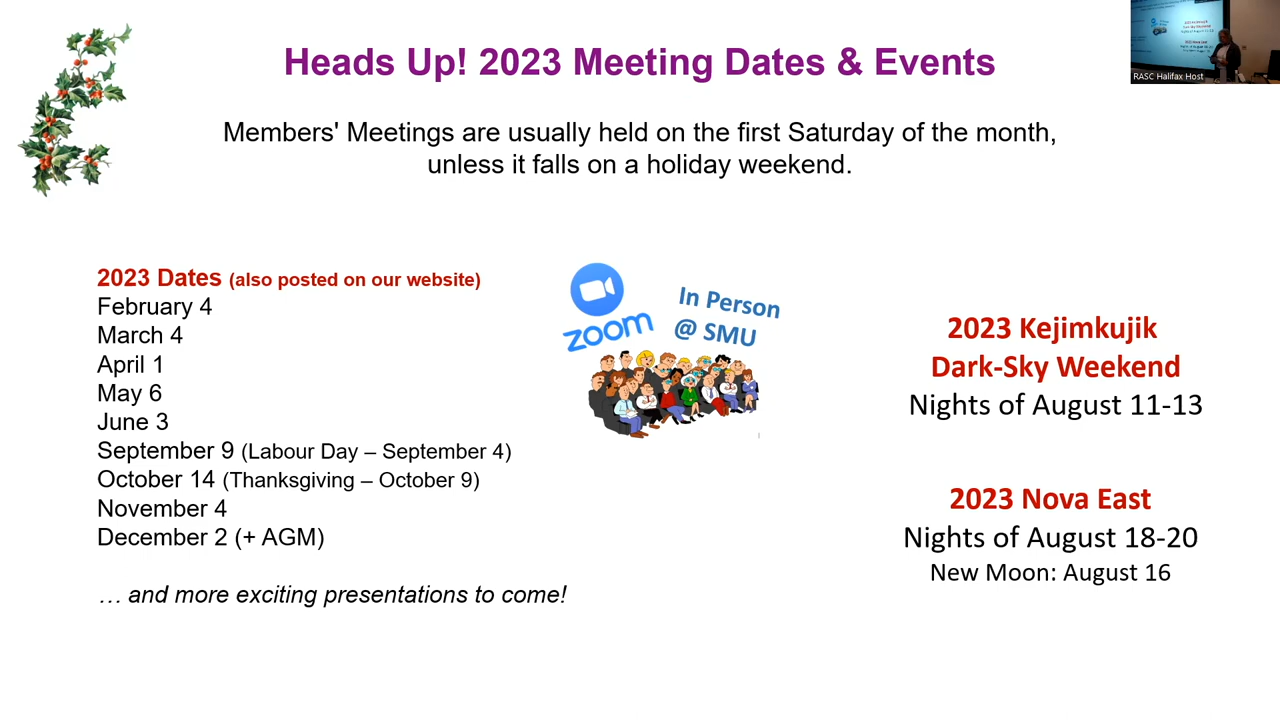 Heads Up! 2023 Meeting Dates & Events
RASC Halifax Host
Members' Meetings are usually held on the first Saturday of the month,
unless it falls on a holiday weekend.
2023 Dates (also posted on our website)
February 4
March 4
April 1
May 6
June 3
September 9 (Labour Day – September 4)
October 14 (Thanksgiving – October 9)
November 4
December 2 (+ AGM)
… and more exciting presentations to come!
zoom
In Person
@ SMU
2023 Kejimkujik
Dark-Sky Weekend
Nights of August 11-13
2023 Nova East
Nights of August 18-20
New Moon: August 16